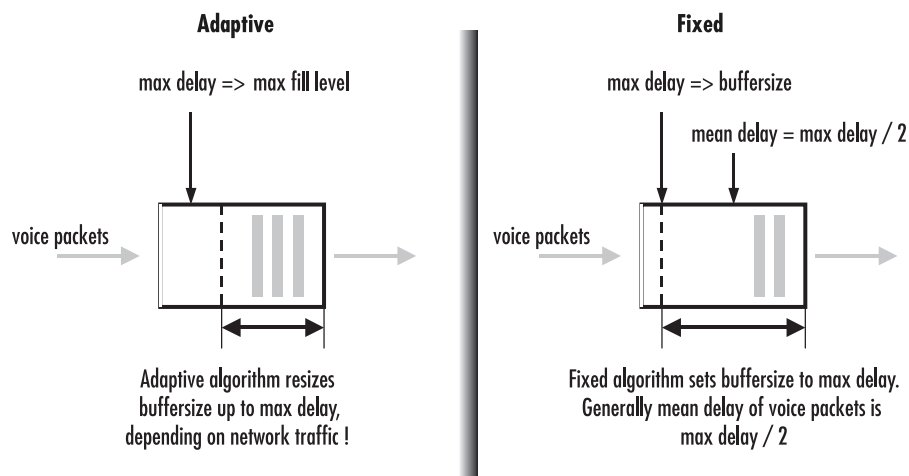 Adaptive
max delay => max fill level
voice packets
Adaptive algorithm resizes
buffersize up to max delay,
depending on network traffic !
Fixed
max delay => buffersize
mean delay = max delay / 2
voice packets
Fixed algorithm sets buffersize to max delay.
Generally mean delay of voice packets is
max delay / 2